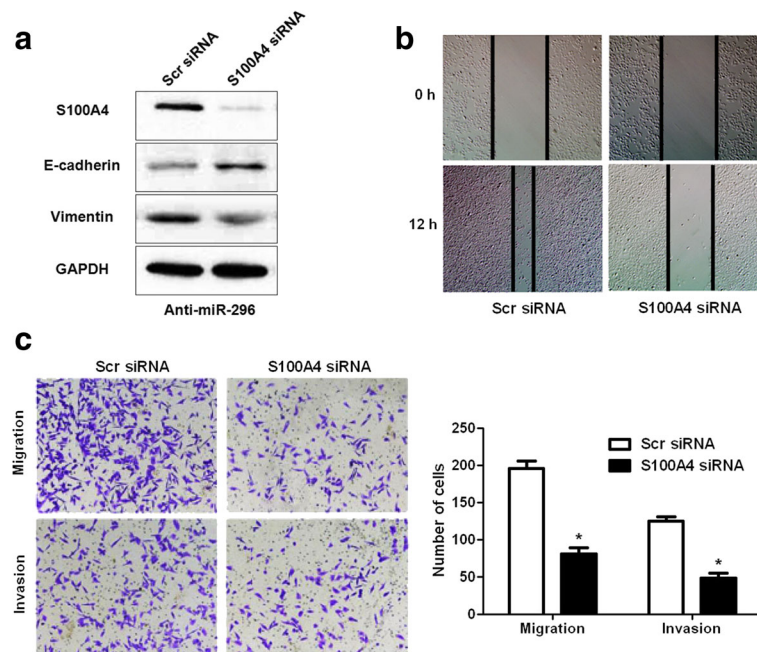 a
Scr siRNA
S100A4 siRNA
S100A4
E-cadherin
Vimentin
GAPDH
Anti-miR-296
b
0 h
12 h
Scr siRNA
S100A4 siRNA
c
Scr siRNA
S100A4 siRNA
Migration
Invasion
Number of cells
250
200
150
100
50
0
Scr siRNA
S100A4 siRNA
*
*
Migration
Invasion